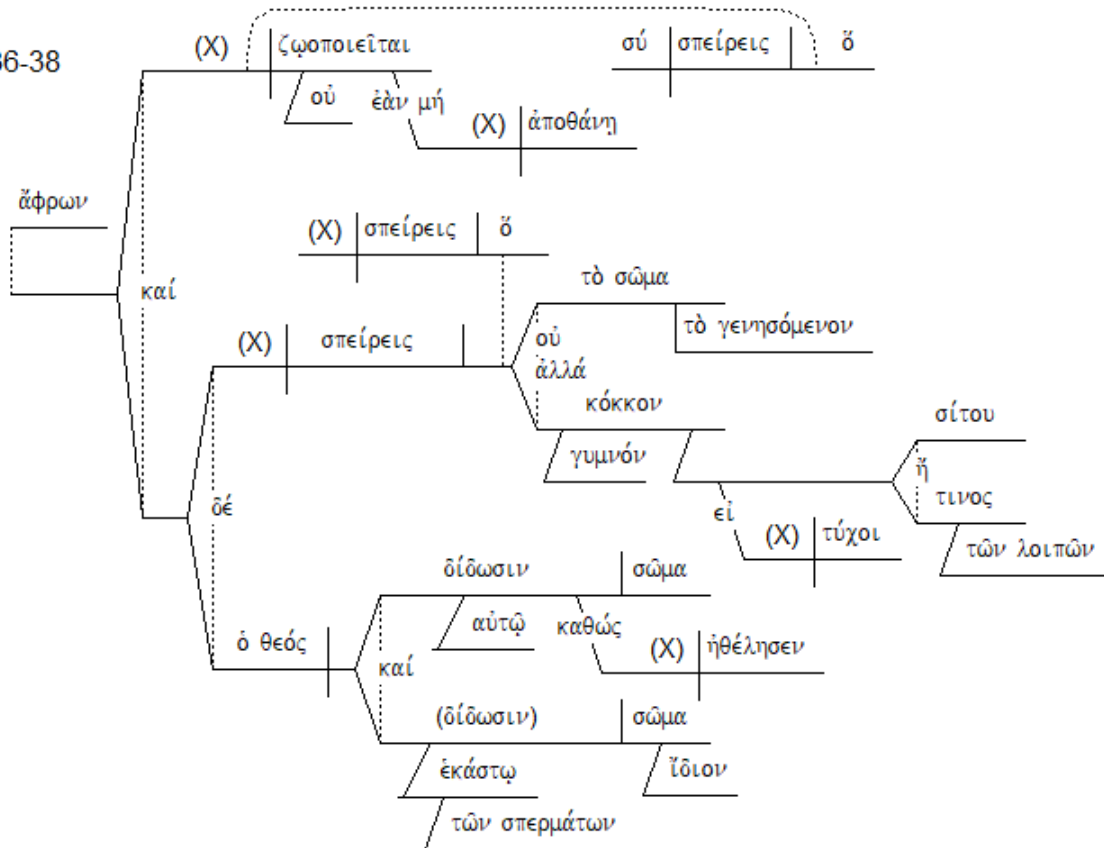 (X) ζῳοποιεῖται σύ σπείρεις ὅ
36-38
οὐ ἐὰν μή
(X) ἀποθάνῃ
ἄφρων
(X) σπείρεις ὅ
τὸ σῶμα
καί
(X) σπείρεις οὐ τὸ γενησόμενον
ἀλλά
κόκκον
σίτου
γυμνόν
ἤ
δέ εἰ τινος
(X) τύχοι
τῶν λοιπῶν
δίδωσιν σῶμα
αὐτῷ καθώς
ὁ θεός (X) ἠθέλησεν
καί
(δίδωσιν) σῶμα
ἑκάστῳ ἴδιον
τῶν σπερμάτων